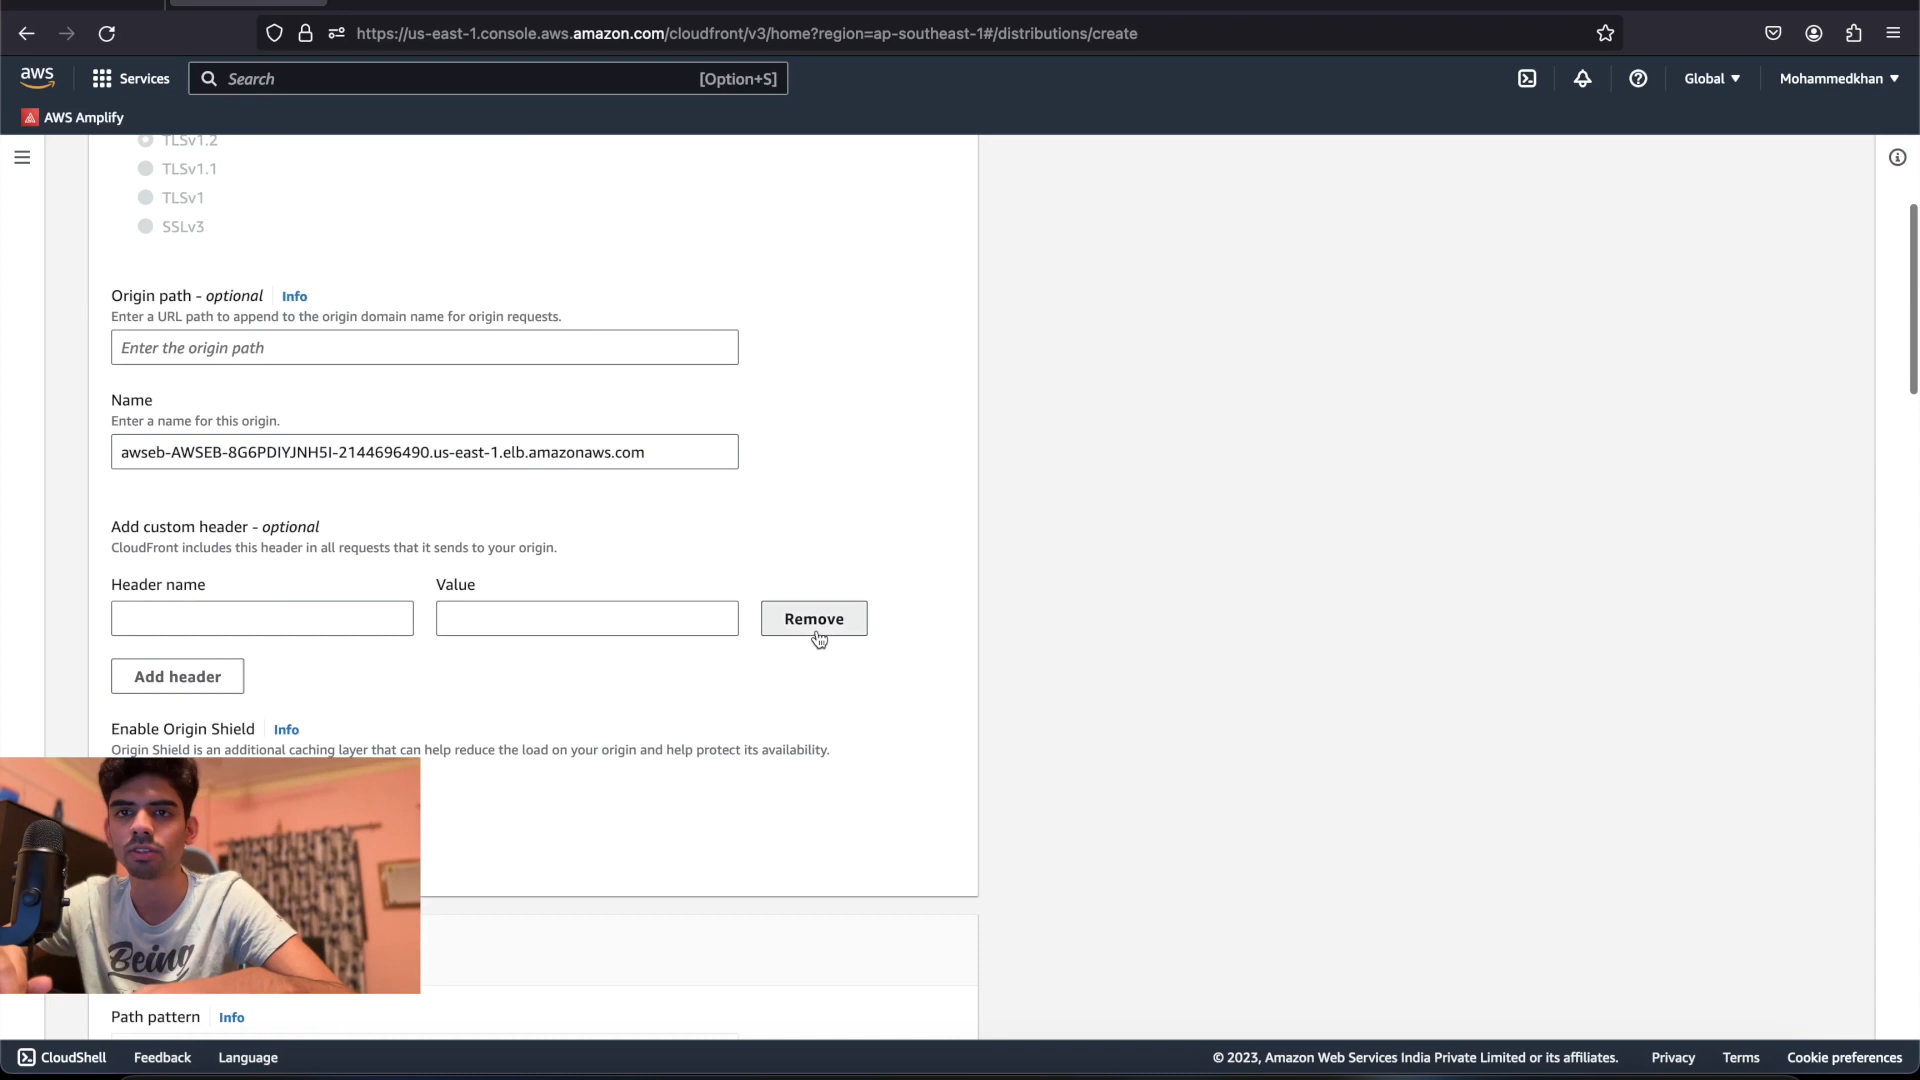 https://us-east-1.console.aws.amazon.com/cloudfront/v3/home?region=ap-southeast-1#/distributions/create
aws Services Search [Option+S] Global Mohammedkhan
AWS Amplify
TLSv1.2
TLSv1.1
TLSv1
SSLv3
Origin path - optional Info
Enter a URL path to append to the origin domain name for origin requests.
Enter the origin path
Name
Enter a name for this origin.
awseb-AWSEB-8G6PDIYJNH5I-2144696490.us-east-1.elb.amazonaws.com
Add custom header - optional
CloudFront includes this header in all requests that it sends to your origin.
Header name Value
Remove
Add header
Enable Origin Shield Info
Origin Shield is an additional caching layer that can help reduce the load on your origin and help protect its availability.
Being
Path pattern Info
CloudShell Feedback Language © 2023, Amazon Web Services India Private Limited or its affiliates. Privacy Terms Cookie preferences